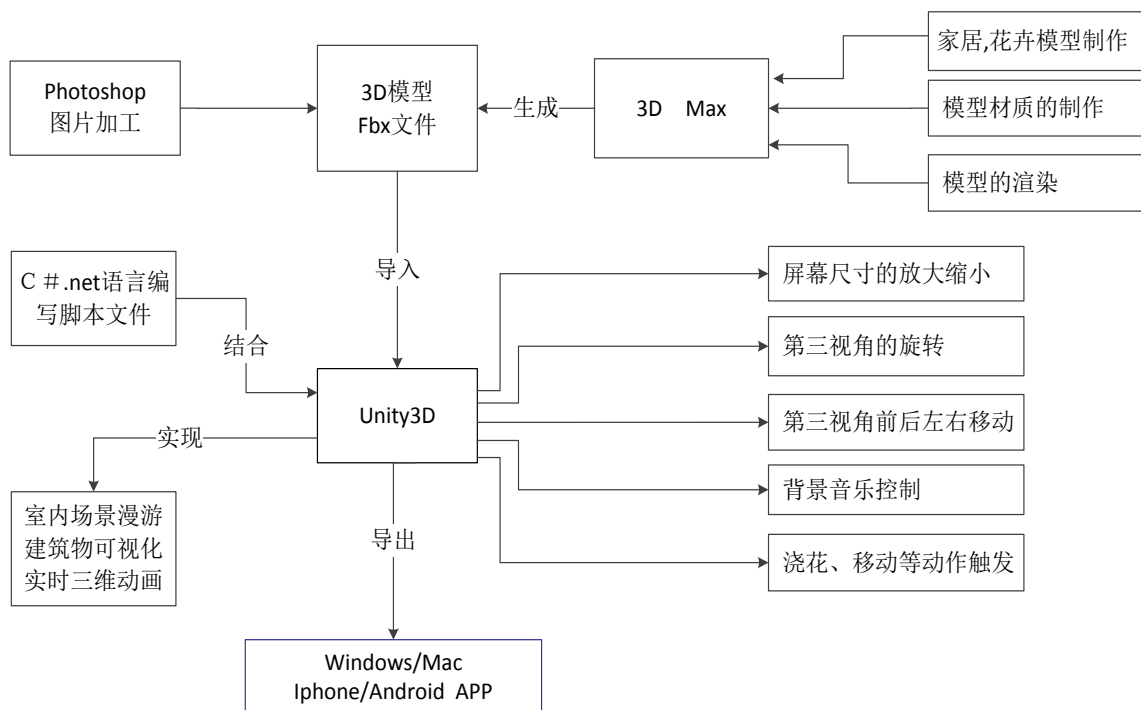 家居,花卉模型制作
Photoshop
图片加工
3D模型
Fbx文件
生成
3D Max
模型材质的制作
模型的渲染
导入
C＃.net语言编
写脚本文件
结合
屏幕尺寸的放大缩小
第三视角的旋转
Unity3D
第三视角前后左右移动
实现
背景音乐控制
室内场景漫游
建筑物可视化
实时三维动画
导出
浇花、移动等动作触发
Windows/Mac
Iphone/Android APP